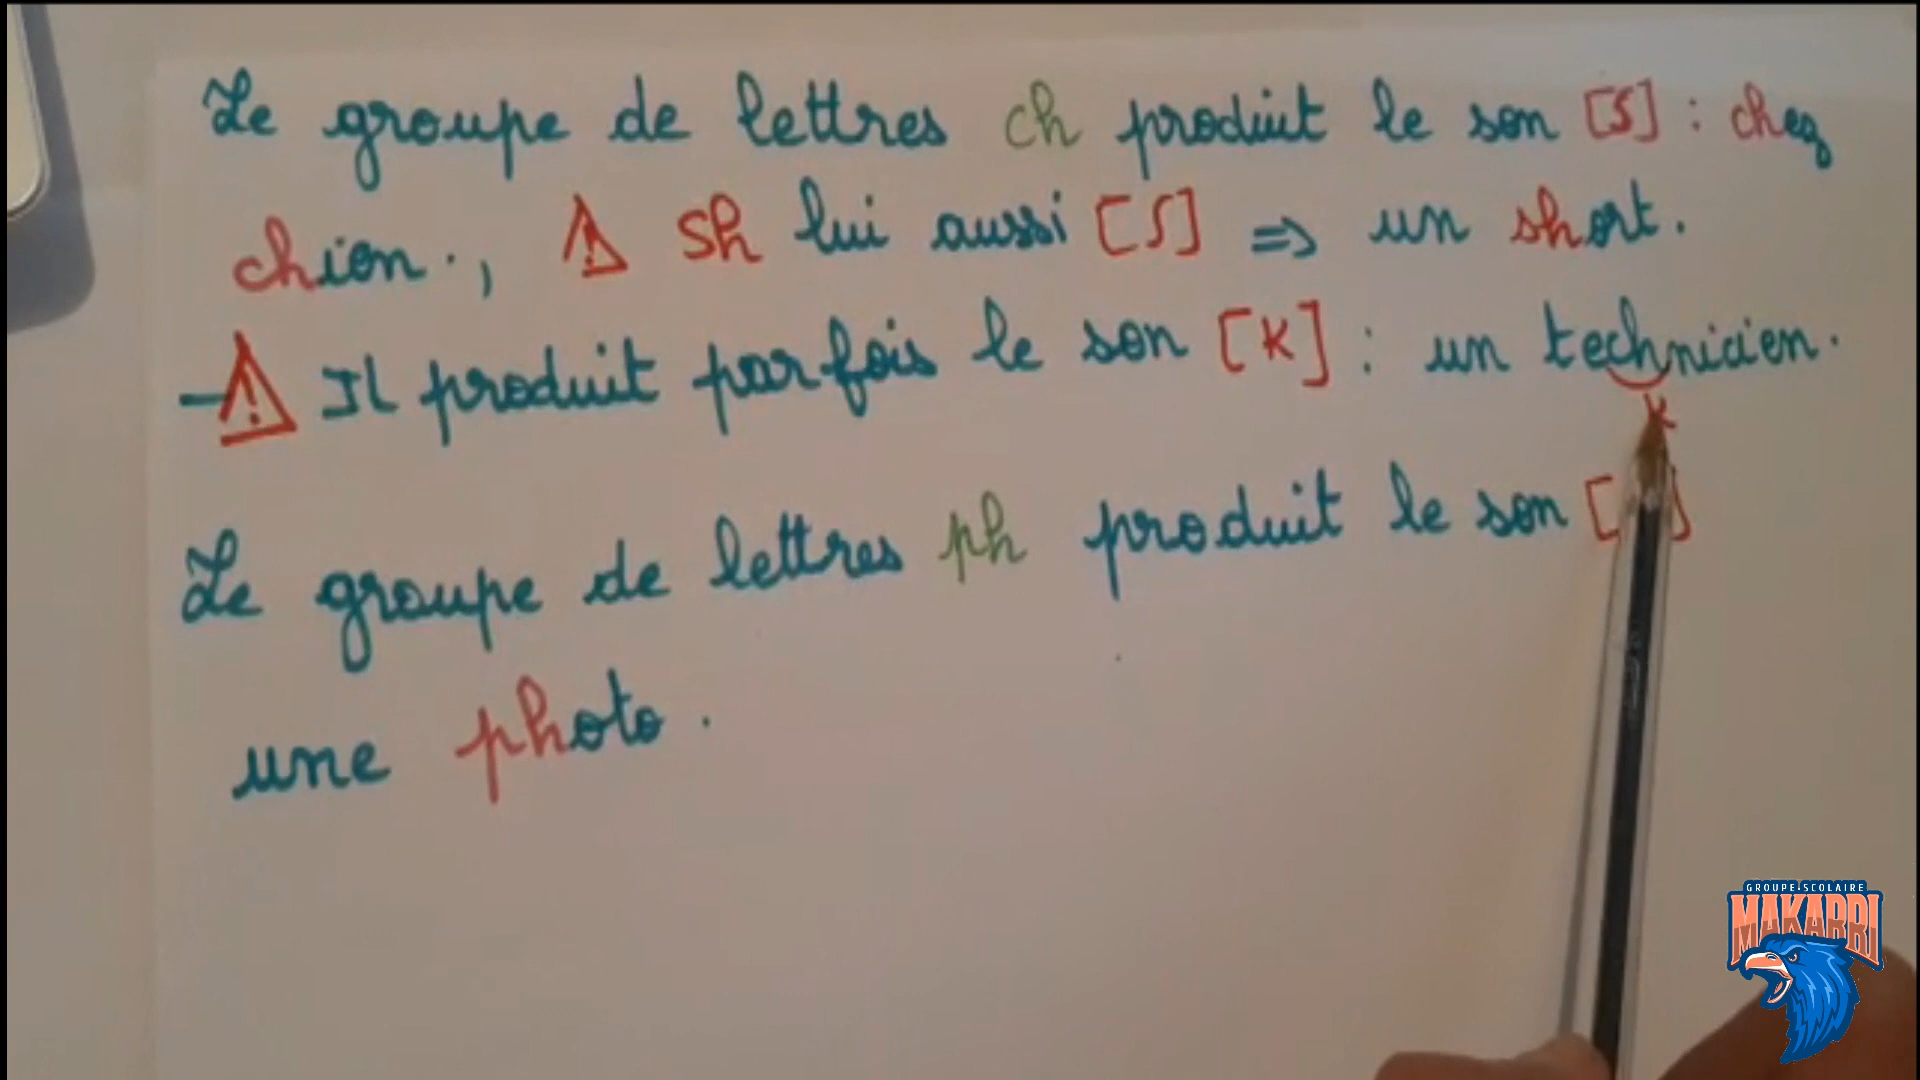 Le groupe de lettres ch produit le son [ʃ] : chez
chien ., ⚠ Sh lui aussi [ʃ] ⇒ un short.
-⚠ Il produit parfois le son [K] : un technicien.
K
Le groupe de lettres ph produit le son [ ]
une photo .
GROUPE SCOLAIRE
MAKARRI